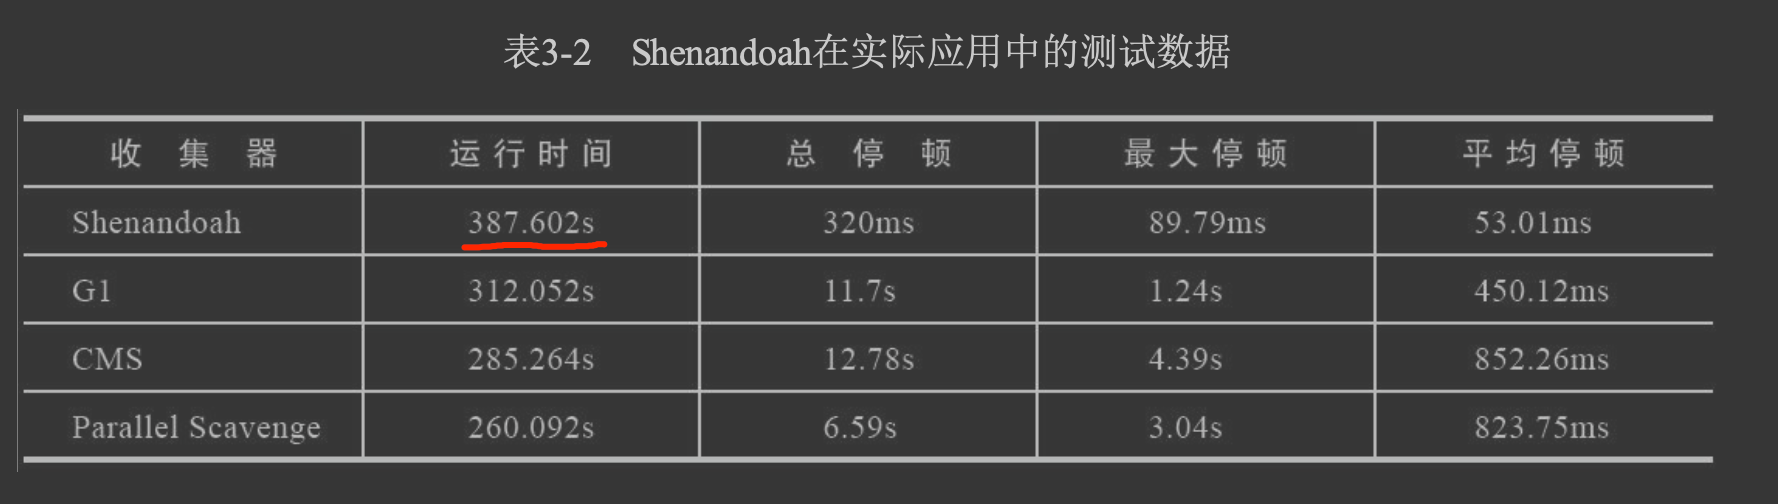 表3-2 Shenandoah在实际应用中的测试数据
收集器 运行时间 总停顿 最大停顿 平均停顿
Shenandoah 387.602s 320ms 89.79ms 53.01ms
G1 312.052s 11.7s 1.24s 450.12ms
CMS 285.264s 12.78s 4.39s 852.26ms
Parallel Scavenge 260.092s 6.59s 3.04s 823.75ms